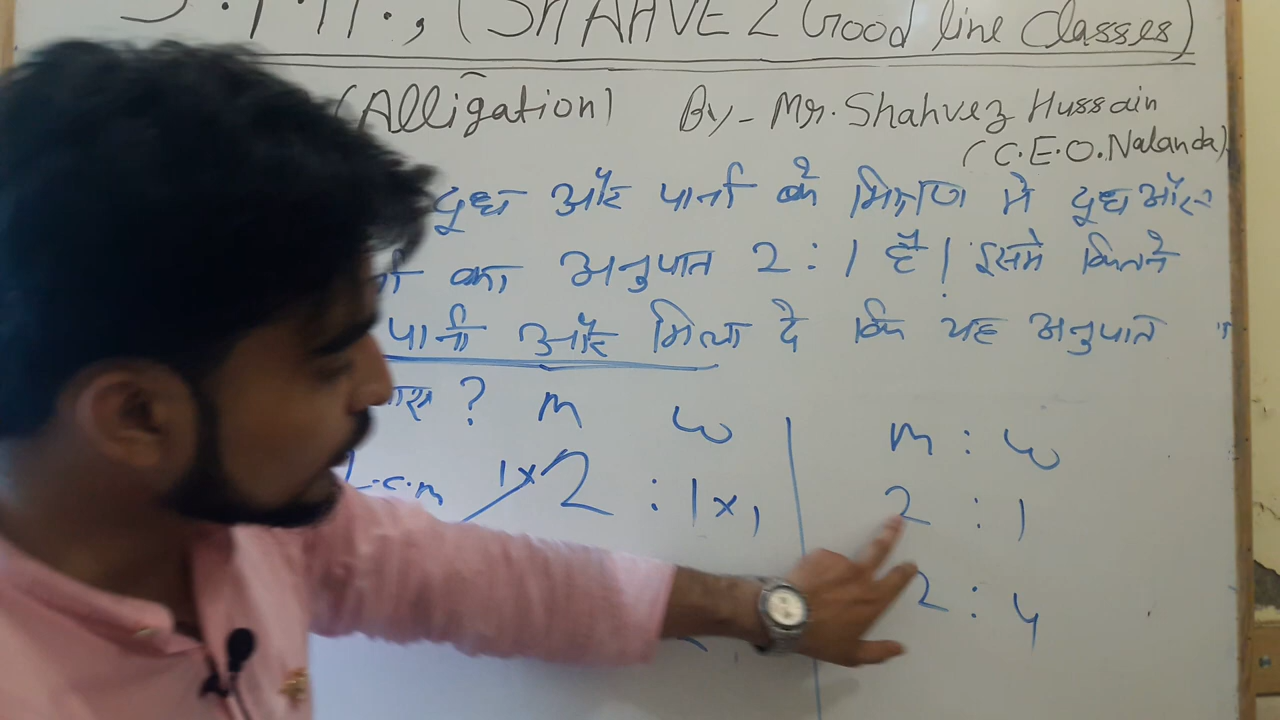 (SHAHVEZ Good line Classes)
(Alligation) By- Mr. Shahvez Hussain
(C.E.O. Nalanda)
दूध और पानी के मिश्रण मे दूध और
का अनुपात 2 : 1 है। इसमे कितने
पानी और मिला दे कि यह अनुपात
? m w
L.c.m 1x2 : 1x1
m : w
2 : 1
2 : 4